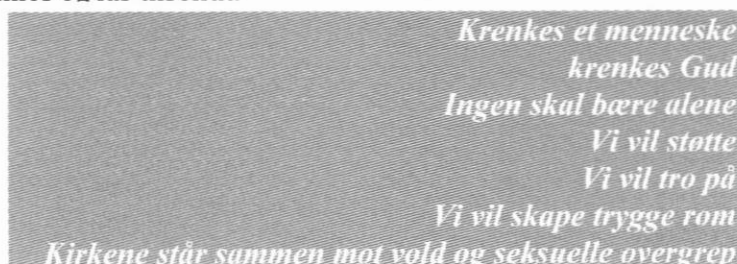 Krenkes et menneske
krenkes Gud
Ingen skal bære alene
Vi vil støtte
Vi vil tro på
Vi vil skape trygge rom
Kirkene står sammen mot vold og seksuelle overgrep